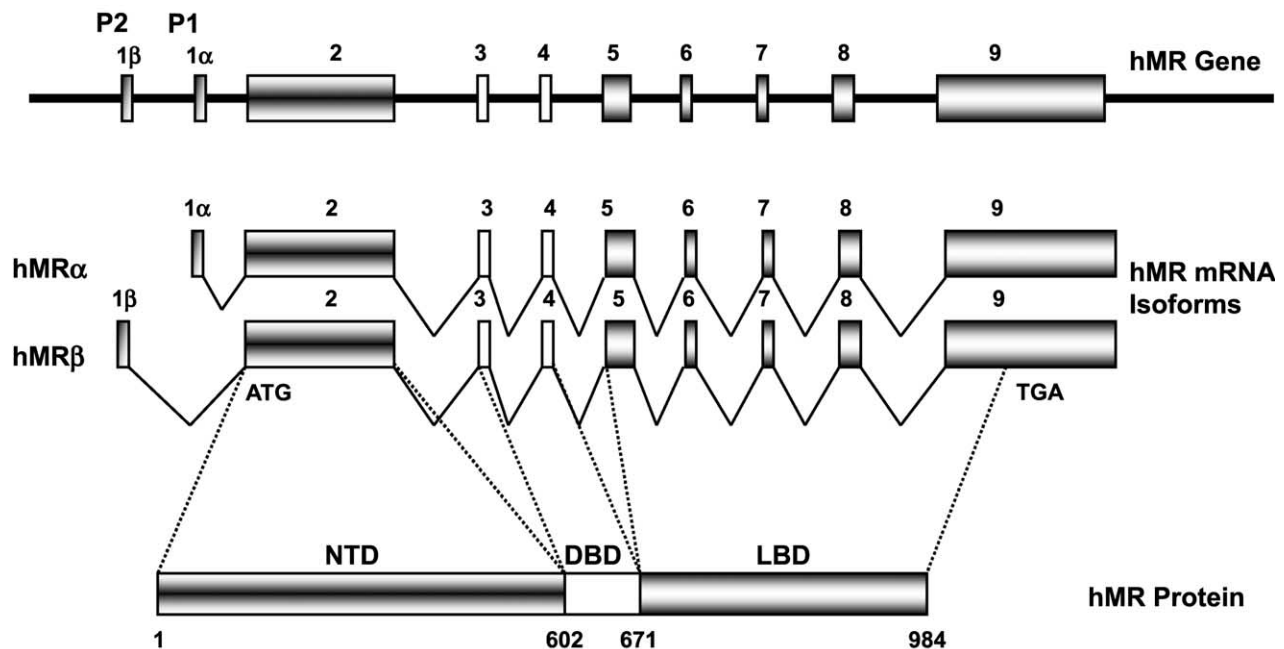 P2 P1
1β 1α 2 3 4 5 6 7 8 9 hMR Gene
1α 2 3 4 5 6 7 8 9
hMRα hMR mRNA
Isoforms
1β 2 3 4 5 6 7 8 9
hMRβ
ATG TGA
NTD DBD LBD
hMR Protein
1 602 671 984